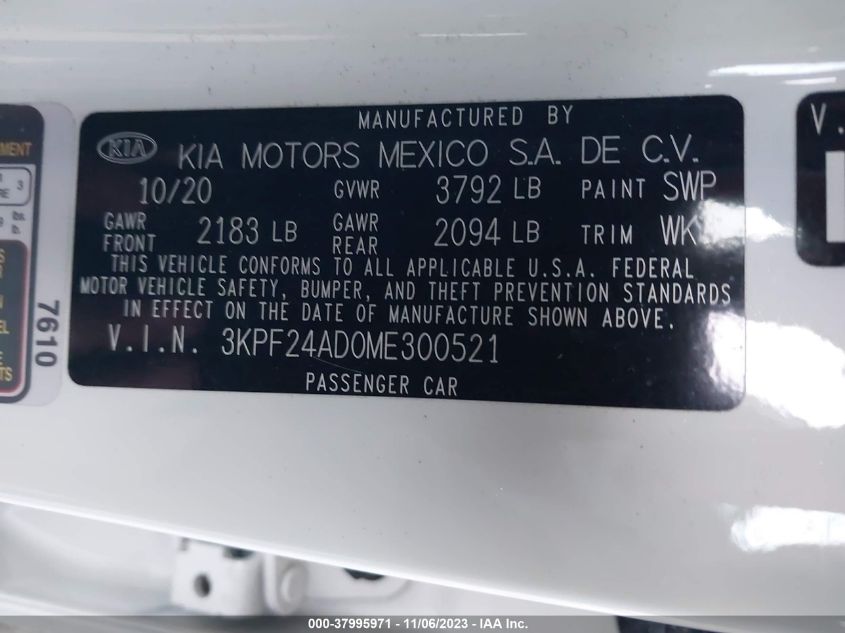 MANUFACTURED BY
KIA KIA MOTORS MEXICO S.A. DE C.V.
10/20 GVWR 3792 LB PAINT SWP
GAWR FRONT 2183 LB GAWR REAR 2094 LB TRIM WK
THIS VEHICLE CONFORMS TO ALL APPLICABLE U.S.A. FEDERAL
MOTOR VEHICLE SAFETY, BUMPER, AND THEFT PREVENTION STANDARDS
IN EFFECT ON THE DATE OF MANUFACTURE SHOWN ABOVE.
V.I.N. 3KPF24AD0ME300521
PASSENGER CAR
7610
V.
000-37995971 - 11/06/2023 - IAA Inc.